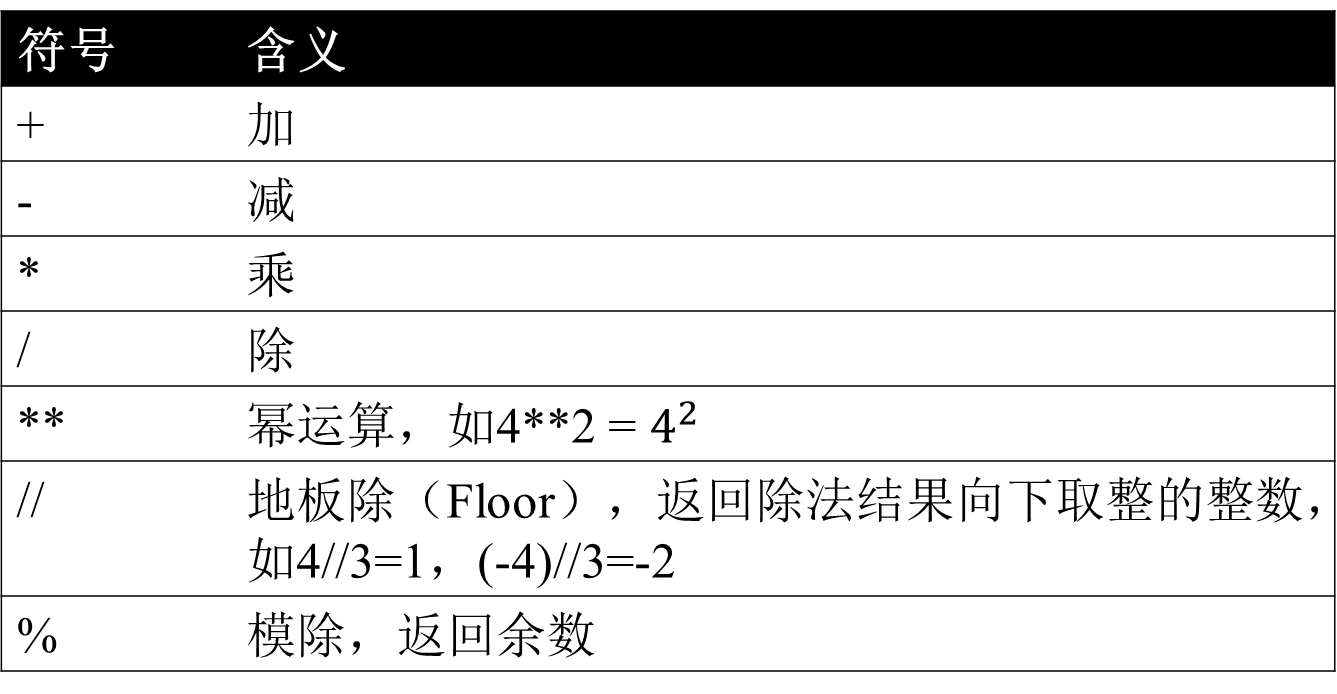 符号 含义
+ 加
- 减
* 乘
/ 除
** 幂运算，如4**2 = 4²
// 地板除（Floor），返回除法结果向下取整的整数，
如4//3=1，(-4)//3=-2
% 模除，返回余数